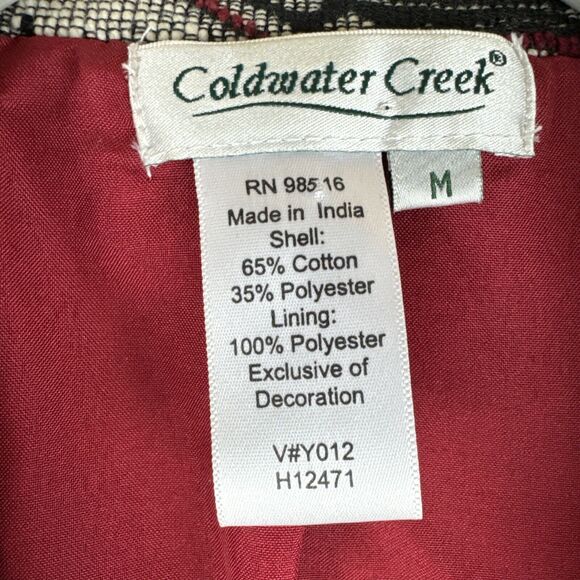 Coldwater Creek®
M
RN 98516
Made in India
Shell:
65% Cotton
35% Polyester
Lining:
100% Polyester
Exclusive of
Decoration
V#Y012
H12471